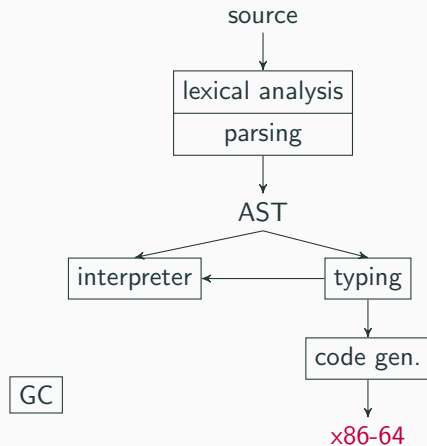 source
lexical analysis
parsing
AST
interpreter
typing
code gen.
GC
x86-64